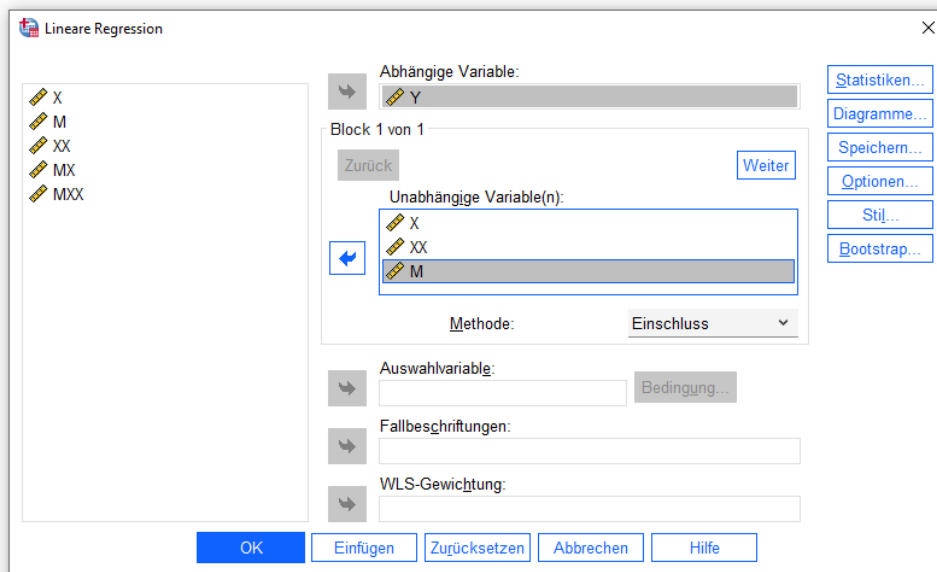 Lineare Regression
X
M
XX
MX
MXX
Abhängige Variable:
Y
Block 1 von 1
Zurück
Weiter
Unabhängige Variable(n):
X
XX
M
Methode:
Einschluss
Auswahlvariable:
Bedingung...
Fallbeschriftungen:
WLS-Gewichtung:
Statistiken...
Diagramme...
Speichern...
Optionen...
Stil...
Bootstrap...
OK
Einfügen
Zurücksetzen
Abbrechen
Hilfe